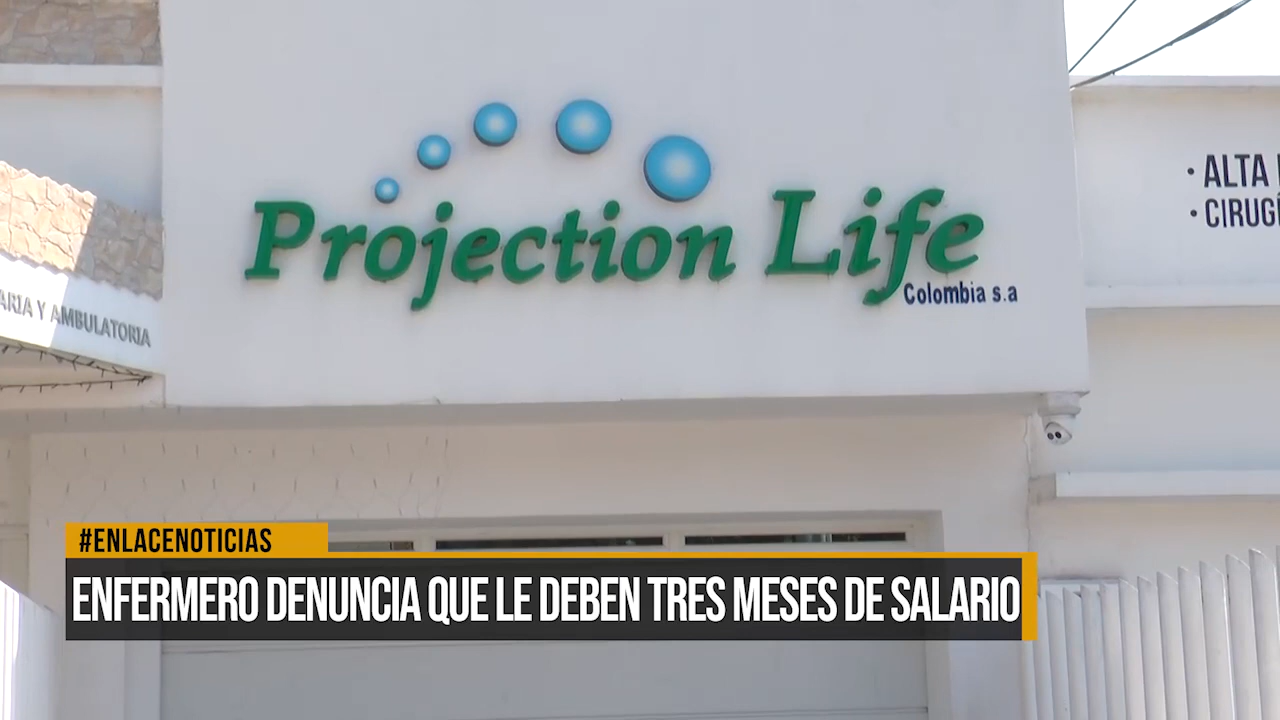 Projection Life
Colombia s.a
· ALTA
· CIRUG
ARIA Y AMBULATORIA
#ENLACENOTICIAS
ENFERMERO DENUNCIA QUE LE DEBEN TRES MESES DE SALARIO